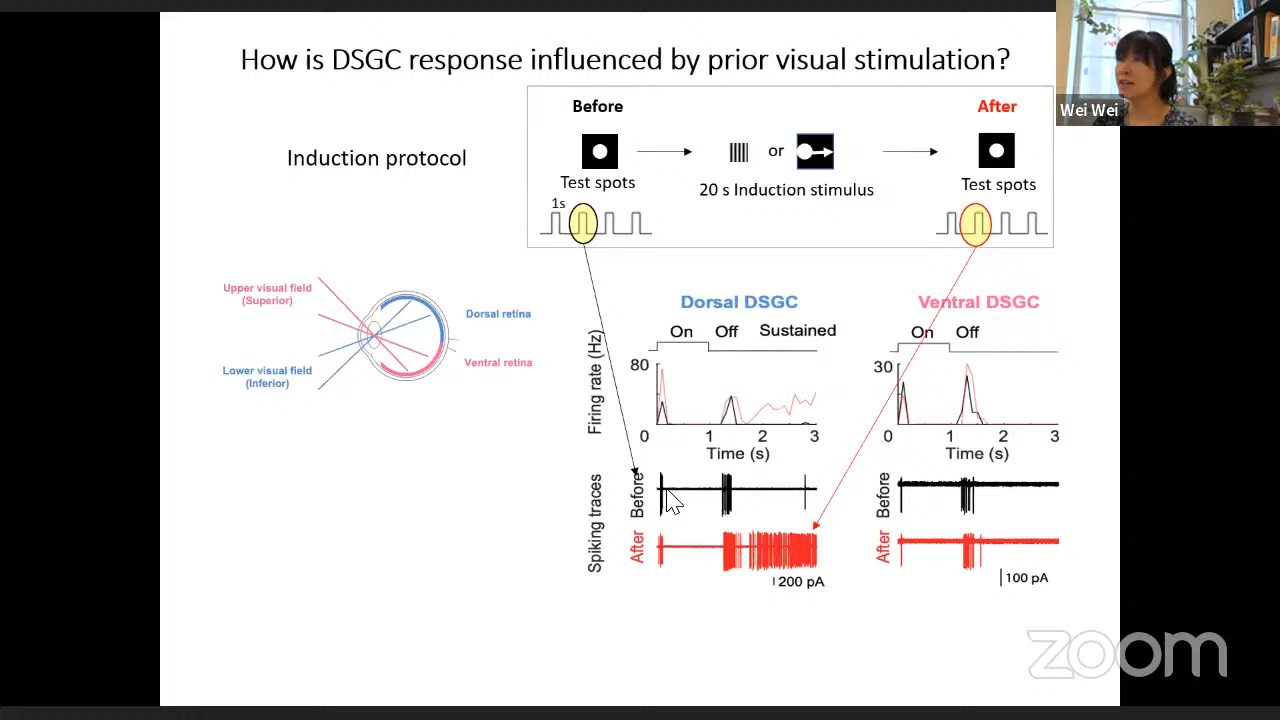 How is DSGC response influenced by prior visual stimulation?
Wei Wei
Induction protocol
Before
After
or
Test spots
20 s Induction stimulus
Test spots
1s
Upper visual field
(Superior)
Lower visual field
(Inferior)
Dorsal retina
Ventral retina
Dorsal DSGC
On Off Sustained
Firing rate (Hz)
80
0 1 2 3
Time (s)
Spiking traces
Before
After
200 pA
Ventral DSGC
On Off
30
0 1 2 3
Time (s)
Before
After
100 pA
zoom